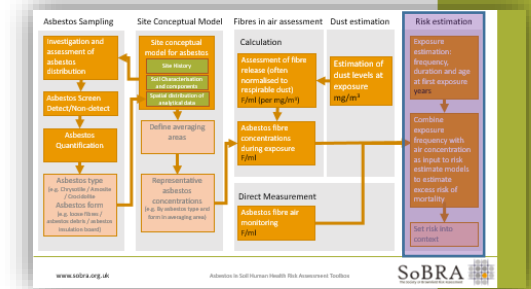 Asbestos Sampling
Site Conceptual Model
Fibres in air assessment
Dust estimation
Risk estimation
Investigation and
assessment of
asbestos
distribution
Asbestos Screen
Detect/Non-detect
Asbestos
Quantification
Asbestos type
(e.g. Chrysotile / Amosite
/ Crocidolite)
Asbestos form
(e.g. loose fibres /
asbestos debris / asbestos
insulation board)
Site conceptual
model for asbestos
Site History
Soil Characterisation
and components
Spatial distribution of
analytical data
Define averaging
areas
Representative
asbestos
concentrations
(e.g. By asbestos type and
form in averaging area)
Calculation
Assessment of fibre
release (often
normalised to
respirable dust)
F/ml (per mg/m³)
Asbestos fibre
concentrations
during exposure
F/ml
Direct Measurement
Asbestos fibre air
monitoring
F/ml
Estimation of
dust levels at
exposure
mg/m³
Exposure
estimation:
frequency,
duration and age
at first exposure
years
Combine
exposure
frequency with
air concentration
as input to risk
estimate models
to estimate
excess risk of
mortality
Set risk into
context
www.sobra.org.uk
Asbestos in Soil Human Health Risk Assessment Toolbox
SoBRA